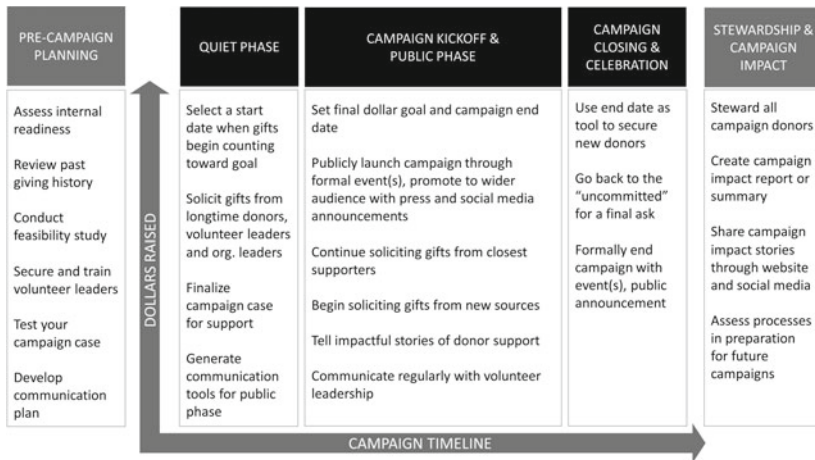 PRE-CAMPAIGN
PLANNING
Assess internal
readiness
Review past
giving history
Conduct
feasibility study
Secure and train
volunteer leaders
Test your
campaign case
Develop
communication
plan
DOLLARS RAISED
QUIET PHASE
Select a start
date when gifts
begin counting
toward goal
Solicit gifts from
longtime donors,
volunteer leaders
and org. leaders
Finalize
campaign case
for support
Generate
communication
tools for public
phase
CAMPAIGN KICKOFF &
PUBLIC PHASE
Set final dollar goal and campaign end
date
Publicly launch campaign through
formal event(s), promote to wider
audience with press and social media
announcements
Continue soliciting gifts from closest
supporters
Begin soliciting gifts from new sources
Tell impactful stories of donor support
Communicate regularly with volunteer
leadership
CAMPAIGN
CLOSING &
CELEBRATION
Use end date as
tool to secure
new donors
Go back to the
“uncommitted”
for a final ask
Formally end
campaign with
event(s), public
announcement
STEWARDSHIP &
CAMPAIGN
IMPACT
Steward all
campaign donors
Create campaign
impact report or
summary
Share campaign
impact stories
through website
and social media
Assess processes
in preparation
for future
campaigns
CAMPAIGN TIMELINE